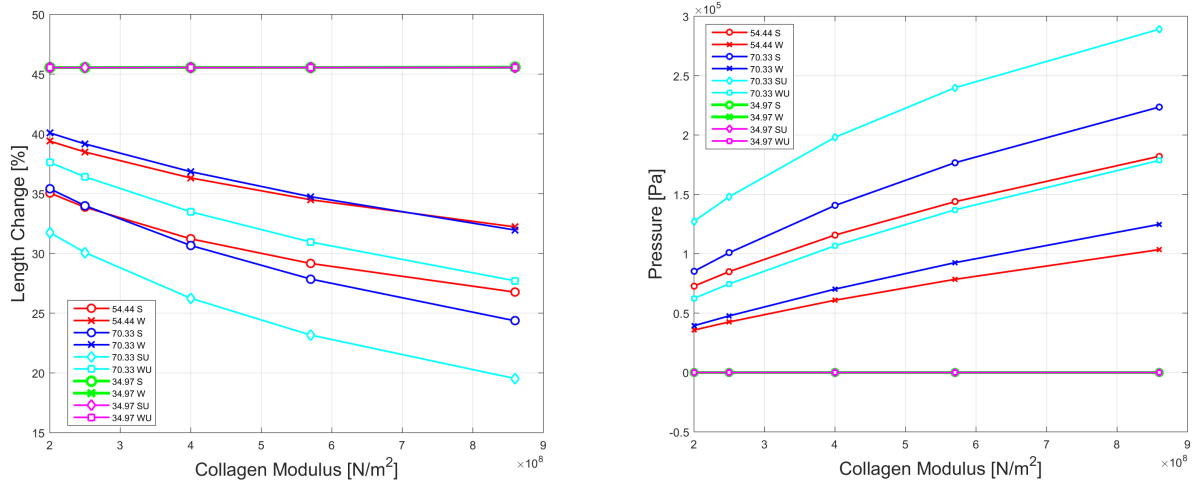 50
45
40
35
30
25
20
15
Length Change [%]
54.44 S
54.44 W
70.33 S
70.33 W
70.33 SU
70.33 WU
34.97 S
34.97 W
34.97 SU
34.97 WU
2 3 4 5 6 7 8 9
×10^8
Collagen Modulus [N/m^2]
×10^5
3
2.5
2
1.5
1
0.5
0
-0.5
Pressure [Pa]
54.44 S
54.44 W
70.33 S
70.33 W
70.33 SU
70.33 WU
34.97 S
34.97 W
34.97 SU
34.97 WU
2 3 4 5 6 7 8 9
×10^8
Collagen Modulus [N/m^2]